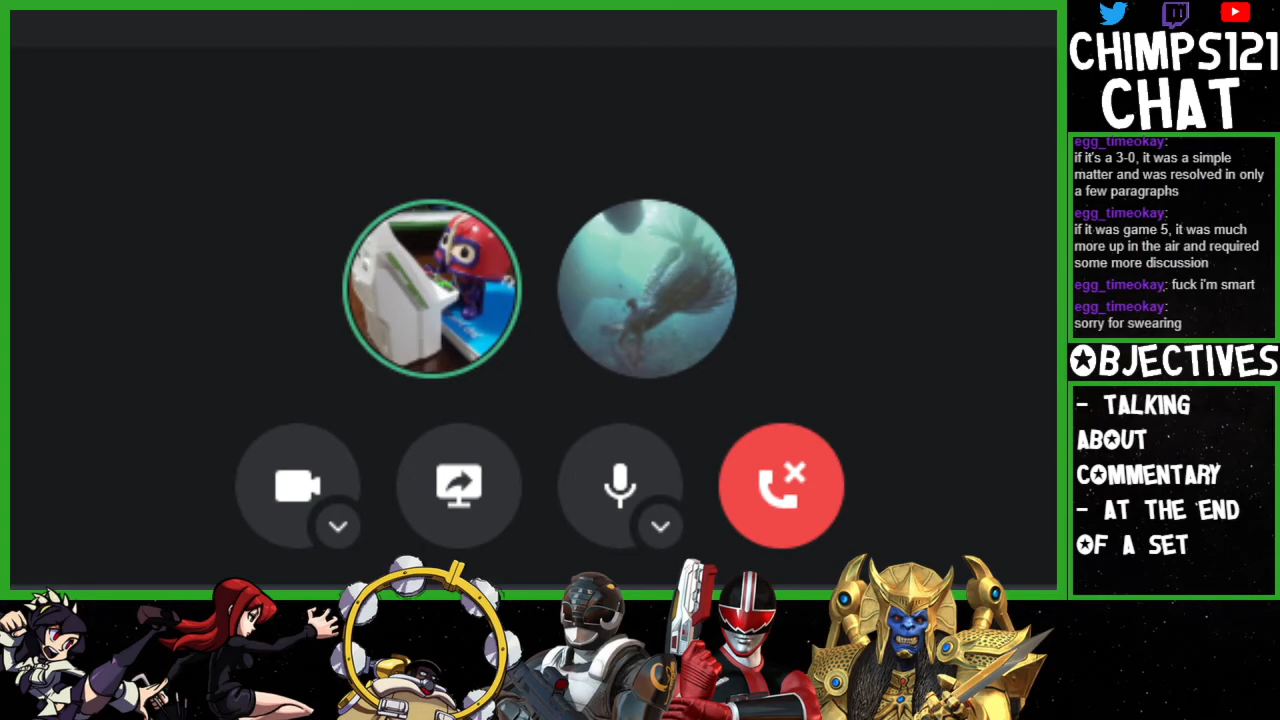 CHIMPS121
CHAT
egg_timeokay:
if it's a 3-0, it was a simple
matter and was resolved in only
a few paragraphs
egg_timeokay:
if it was game 5, it was much
more up in the air and required
some more discussion
egg_timeokay: fuck i'm smart
egg_timeokay:
sorry for swearing
OBJECTIVES
- TALKING
ABOUT
COMMENTARY
- AT THE END
OF A SET